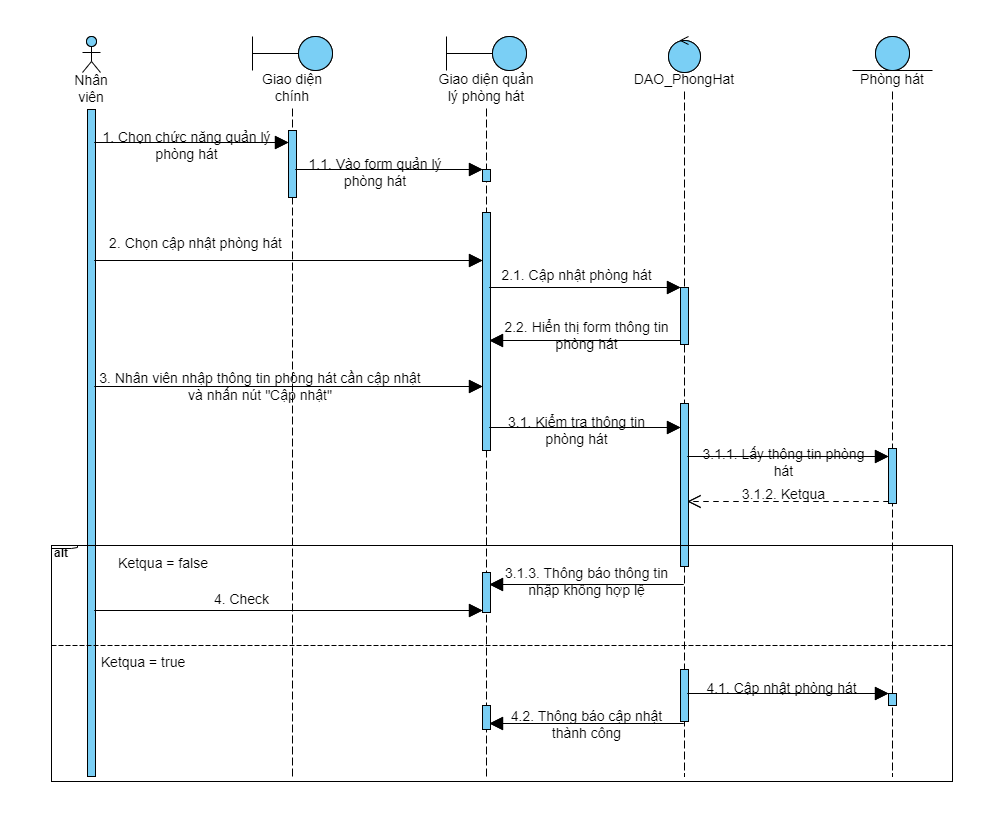 Nhân
viên
Giao diện
chính
Giao diện quản
lý phòng hát
DAO_PhongHat
Phòng hát
1. Chọn chức năng quản lý
phòng hát
1.1. Vào form quản lý
phòng hát
2. Chọn cập nhật phòng hát
2.1. Cập nhật phòng hát
2.2. Hiển thị form thông tin
phòng hát
3. Nhân viên nhập thông tin phòng hát cần cập nhật
và nhấn nút "Cập nhật"
3.1. Kiểm tra thông tin
phòng hát
3.1.1. Lấy thông tin phòng
hát
3.1.2. Ketqua
alt
Ketqua = false
3.1.3. Thông báo thông tin
nhập không hợp lệ
4. Check
Ketqua = true
4.1. Cập nhật phòng hát
4.2. Thông báo cập nhật
thành công